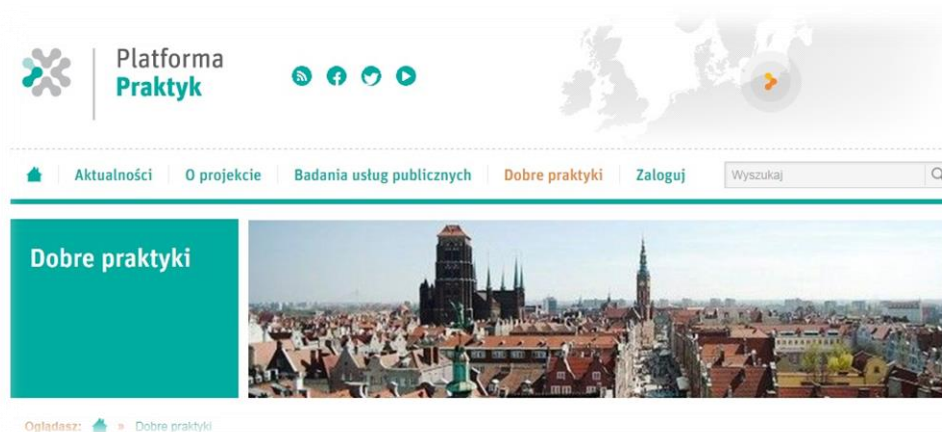 Platforma
Praktyk
Aktualności O projekcie Badania usług publicznych Dobre praktyki Zaloguj Wyszukaj
Dobre praktyki
Oglądasz: » Dobre praktyki